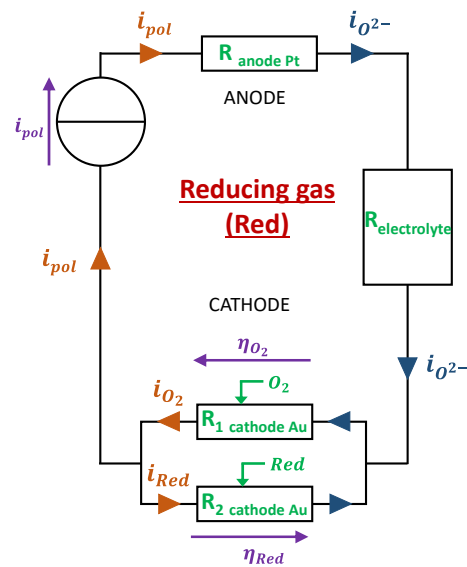 i_pol
R anode Pt
i_O²⁻
ANODE
i_pol
Reducing gas
(Red)
R electrolyte
i_pol
CATHODE
η_O₂
i_O²⁻
i_O₂
O₂
R₁ cathode Au
i_Red
Red
R₂ cathode Au
η_Red